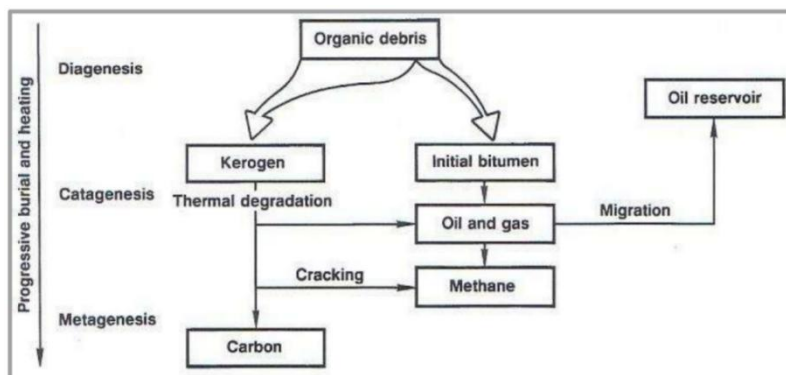 Organic debris
Diagenesis
Oil reservoir
Progressive burial and heating
Kerogen
Initial bitumen
Catagenesis
Thermal degradation
Oil and gas
Migration
Cracking
Methane
Metagenesis
Carbon